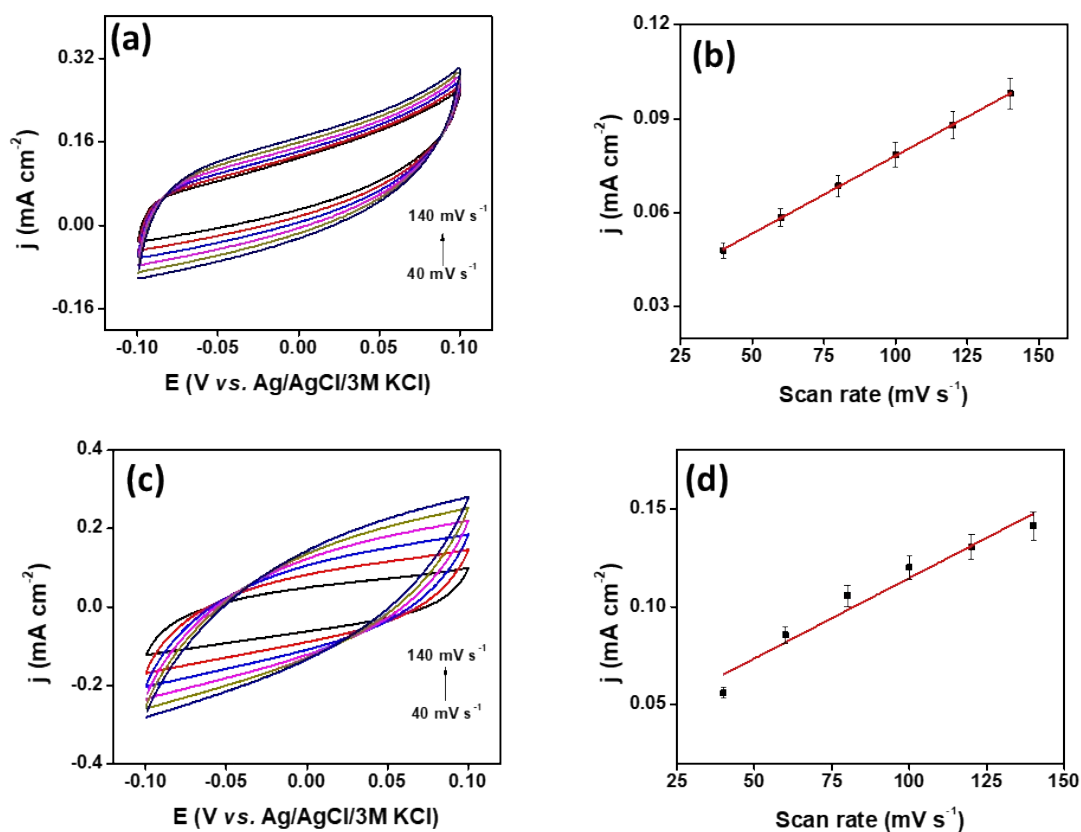 (a)
0.32
0.16
0.00
-0.16
j (mA cm⁻²)
140 mV s⁻¹
40 mV s⁻¹
-0.10 -0.05 0.00 0.05 0.10
E (V vs. Ag/AgCl/3M KCl)
(b)
0.12
0.09
0.06
0.03
j (mA cm⁻²)
25 50 75 100 125 150
Scan rate (mV s⁻¹)
(c)
0.4
0.2
0.0
-0.2
-0.4
j (mA cm⁻²)
140 mV s⁻¹
40 mV s⁻¹
-0.10 -0.05 0.00 0.05 0.10
E (V vs. Ag/AgCl/3M KCl)
(d)
0.15
0.10
0.05
j (mA cm⁻²)
25 50 75 100 125 150
Scan rate (mV s⁻¹)